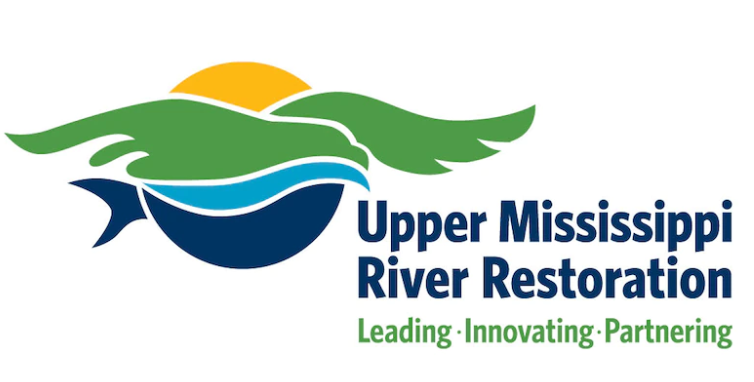 Upper Mississippi
River Restoration
Leading · Innovating · Partnering